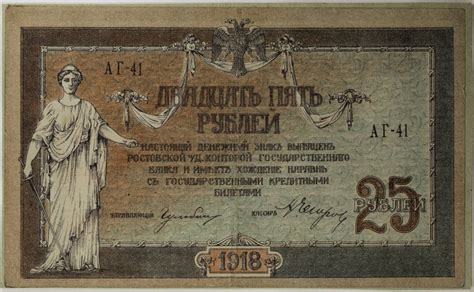 АГ-41
ДВАДЦАТЬ ПЯТЬ
РУБЛЕЙ
АГ-41
НАСТОЯЩІЙ ДЕНЕЖНЫЙ ЗНАКЪ ВЫПУЩЕНЪ
РОСТОВСКОЙ КОНТОРОЙ ГОСУДАРСТВЕННАГО
БАНКА И ИМѢЕТЪ ХОЖДЕНІЕ НАРАВНѢ
СЪ ГОСУДАРСТВЕННЫМИ КРЕДИТНЫМИ
БИЛЕТАМИ
УПРАВЛЯЮЩІЙ КАССИРЪ
25
РУБЛЕЙ
1918